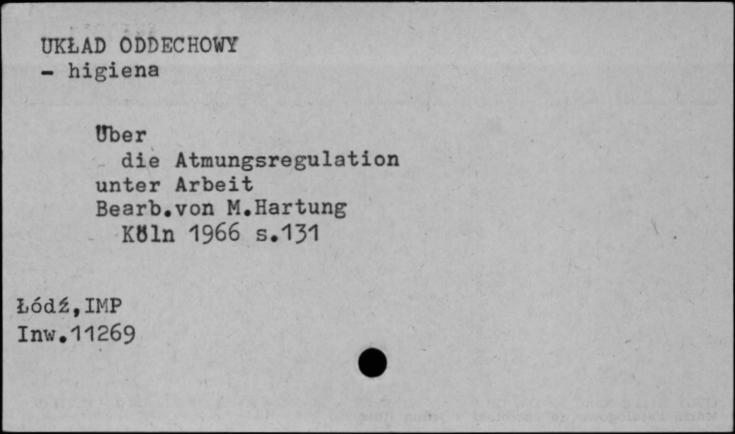 UKŁAD ODDECHOWY
- higiena
Über
die Atmungsregulation
unter Arbeit
Bearb.von M.Hartung
Köln 1966 s.131
Łódź,IMP
Inw.11269